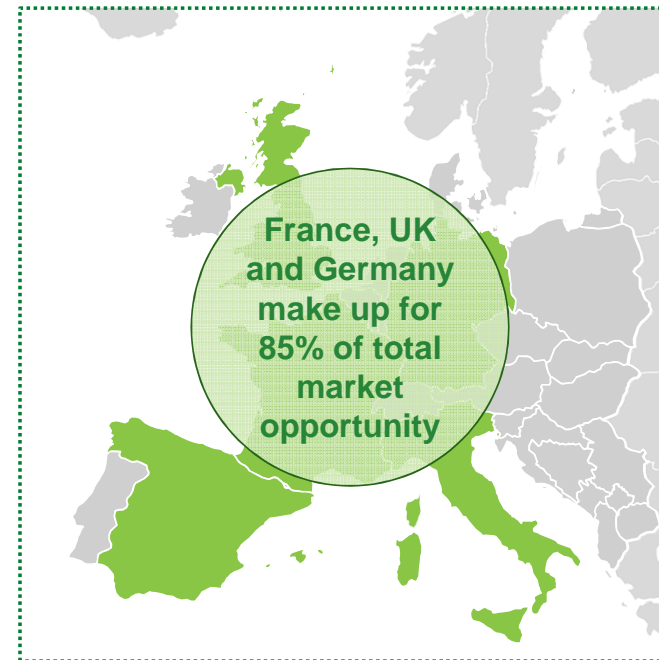 France, UK
and Germany
make up for
85% of total
market
opportunity